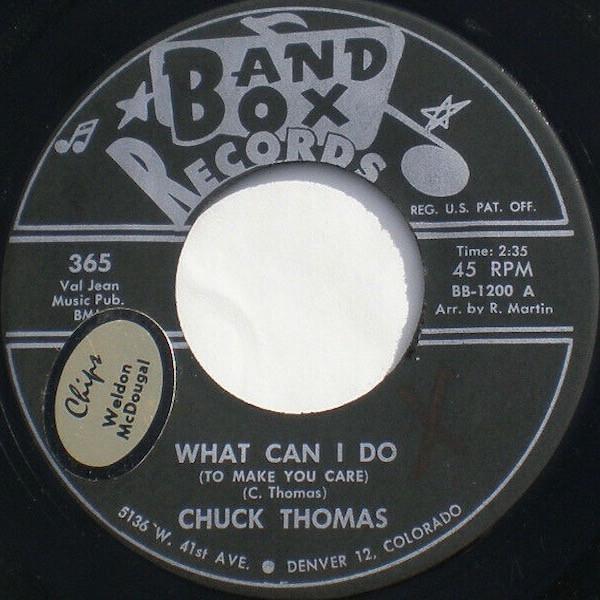 BAND
BOX
RECORDS
REG. U.S. PAT. OFF.
365
Val Jean
Music Pub.
Time: 2:35
45 RPM
BB-1200 A
Arr. by R. Martin
Chips
Weldon
McDougal
WHAT CAN I DO
(TO MAKE YOU CARE)
(C. Thomas)
CHUCK THOMAS
5136 W. 41st AVE. ● DENVER 12, COLORADO